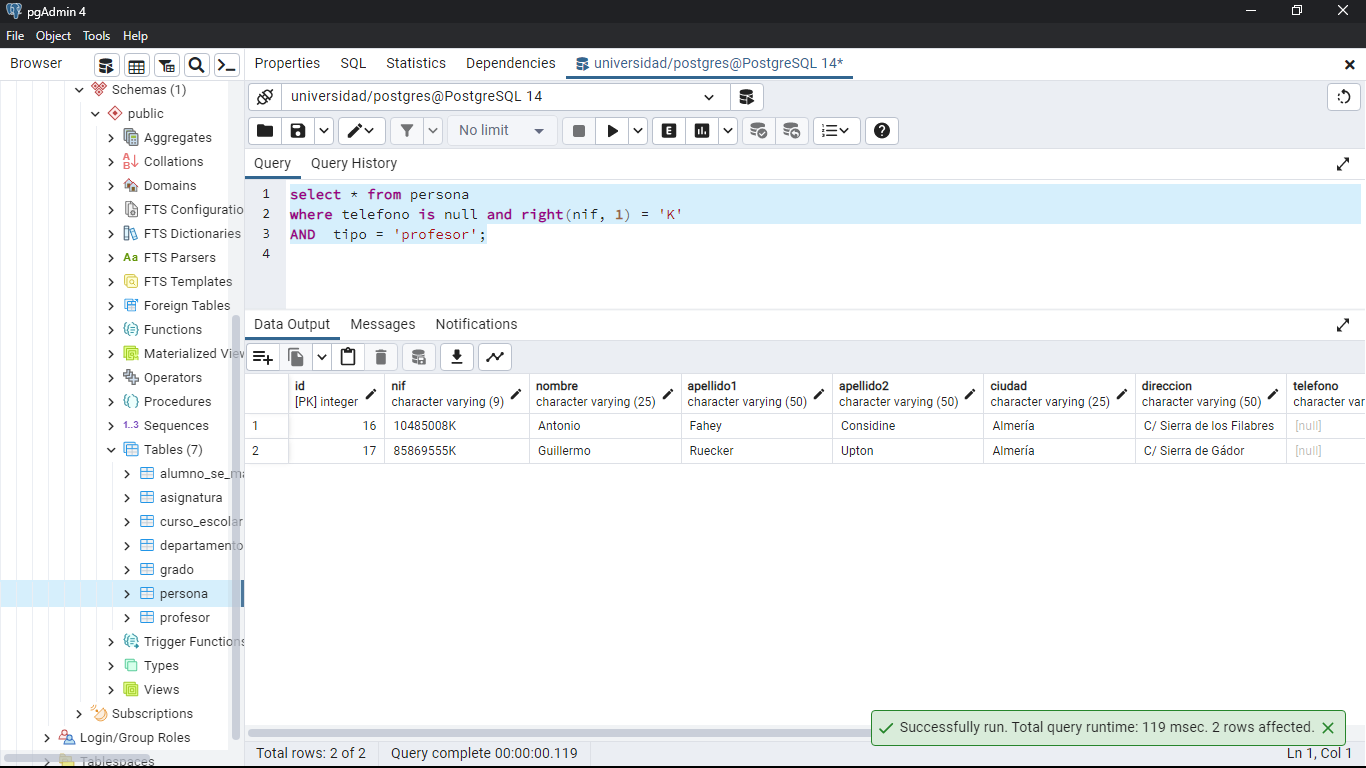 pgAdmin 4
File Object Tools Help
Browser
Properties SQL Statistics Dependencies universidad/postgres@PostgreSQL 14*
universidad/postgres@PostgreSQL 14
No limit
E
Query Query History
1 select * from persona
2 where telefono is null and right(nif, 1) = 'K'
3 AND tipo = 'profesor';
4
Schemas (1)
public
Aggregates
Collations
Domains
FTS Configuratio
FTS Dictionaries
Aa FTS Parsers
FTS Templates
Foreign Tables
Functions
Materialized View
Operators
Procedures
1..3 Sequences
Tables (7)
alumno_se_ma
asignatura
curso_escolar
departamento
grado
persona
profesor
Trigger Functions
Types
Views
Subscriptions
Login/Group Roles
Tablespaces
Data Output Messages Notifications
id nif nombre apellido1 apellido2 ciudad direccion telefono
[PK] integer character varying (9) character varying (25) character varying (50) character varying (50) character varying (25) character varying (50) character var
1 16 10485008K Antonio Fahey Considine Almería C/ Sierra de los Filabres [null]
2 17 85869555K Guillermo Ruecker Upton Almería C/ Sierra de Gádor [null]
Successfully run. Total query runtime: 119 msec. 2 rows affected.
Total rows: 2 of 2 Query complete 00:00:00.119 Ln 1, Col 1